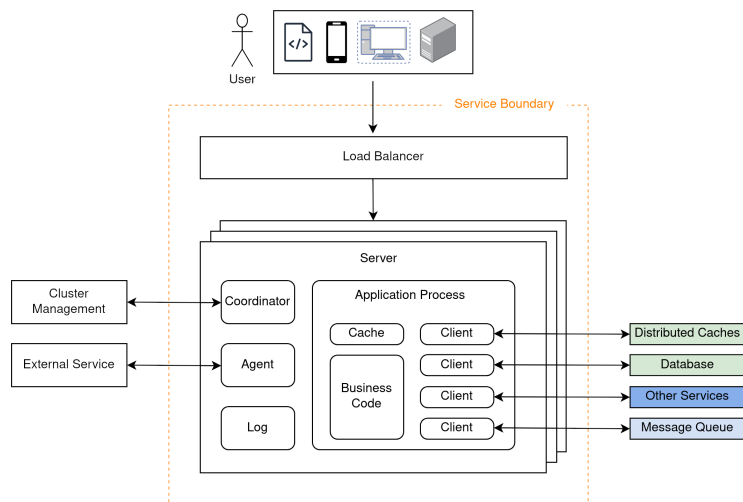 User
</>
Service Boundary
Load Balancer
Server
Cluster
Management
Coordinator
Application Process
Cache
Client
Distributed Caches
External Service
Agent
Client
Database
Business
Code
Client
Other Services
Log
Client
Message Queue